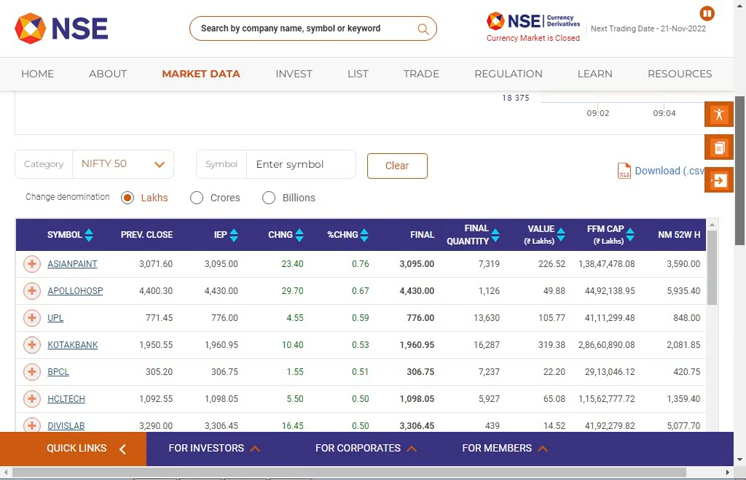 NSE
Search by company name, symbol or keyword
NSE Currency Derivatives
Currency Market is Closed
Next Trading Date - 21-Nov-2022
HOME ABOUT MARKET DATA INVEST LIST TRADE REGULATION LEARN RESOURCES
18 375
09:02 09:04
Category NIFTY 50 Symbol Enter symbol Clear Download (.csv
Change denomination Lakhs Crores Billions
SYMBOL PREV. CLOSE IEP CHNG %CHNG FINAL FINAL QUANTITY VALUE (₹ Lakhs) FFM CAP (₹ Lakhs) NM 52W H
ASIANPAINT 3,071.60 3,095.00 23.40 0.76 3,095.00 7,319 226.52 1,38,47,478.08 3,590.00
APOLLOHOSP 4,400.30 4,430.00 29.70 0.67 4,430.00 1,126 49.88 44,92,138.95 5,935.40
UPL 771.45 776.00 4.55 0.59 776.00 13,630 105.77 41,11,299.48 848.00
KOTAKBANK 1,950.55 1,960.95 10.40 0.53 1,960.95 16,287 319.38 2,86,60,890.08 2,081.85
BPCL 305.20 306.75 1.55 0.51 306.75 7,237 22.20 29,13,046.12 420.75
HCLTECH 1,092.55 1,098.05 5.50 0.50 1,098.05 5,927 65.08 1,15,62,777.72 1,359.40
DIVISLAB 3,290.00 3,306.45 16.45 0.50 3,306.45 439 14.52 41,92,279.82 5,077.70
QUICK LINKS FOR INVESTORS FOR CORPORATES FOR MEMBERS